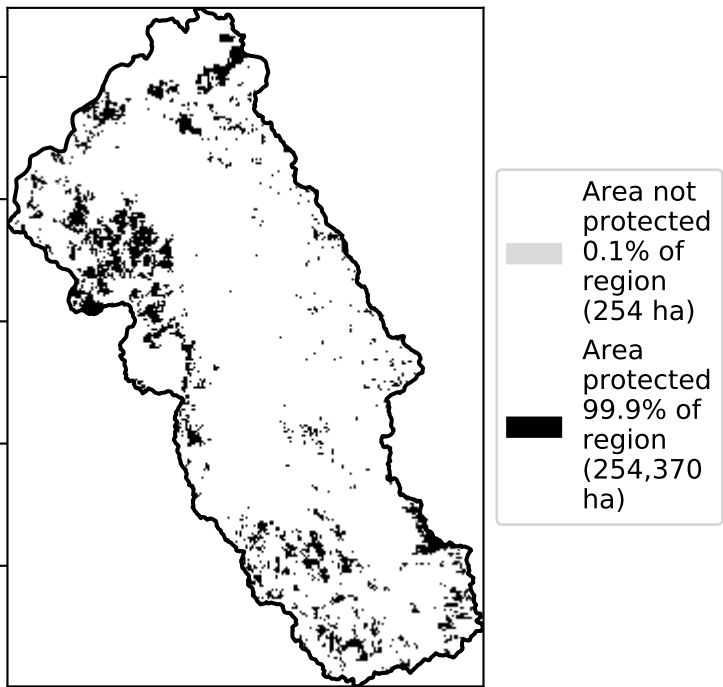 Area not
protected
0.1% of
region
(254 ha)
Area
protected
99.9% of
region
(254,370
ha)